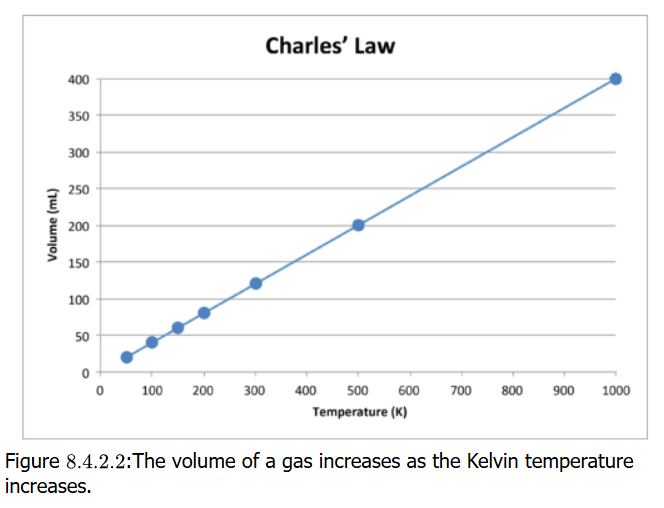 Charles’ Law
400
350
300
250
200
150
100
50
0
Volume (mL)
0 100 200 300 400 500 600 700 800 900 1000
Temperature (K)
Figure 8.4.2.2:The volume of a gas increases as the Kelvin temperature
increases.